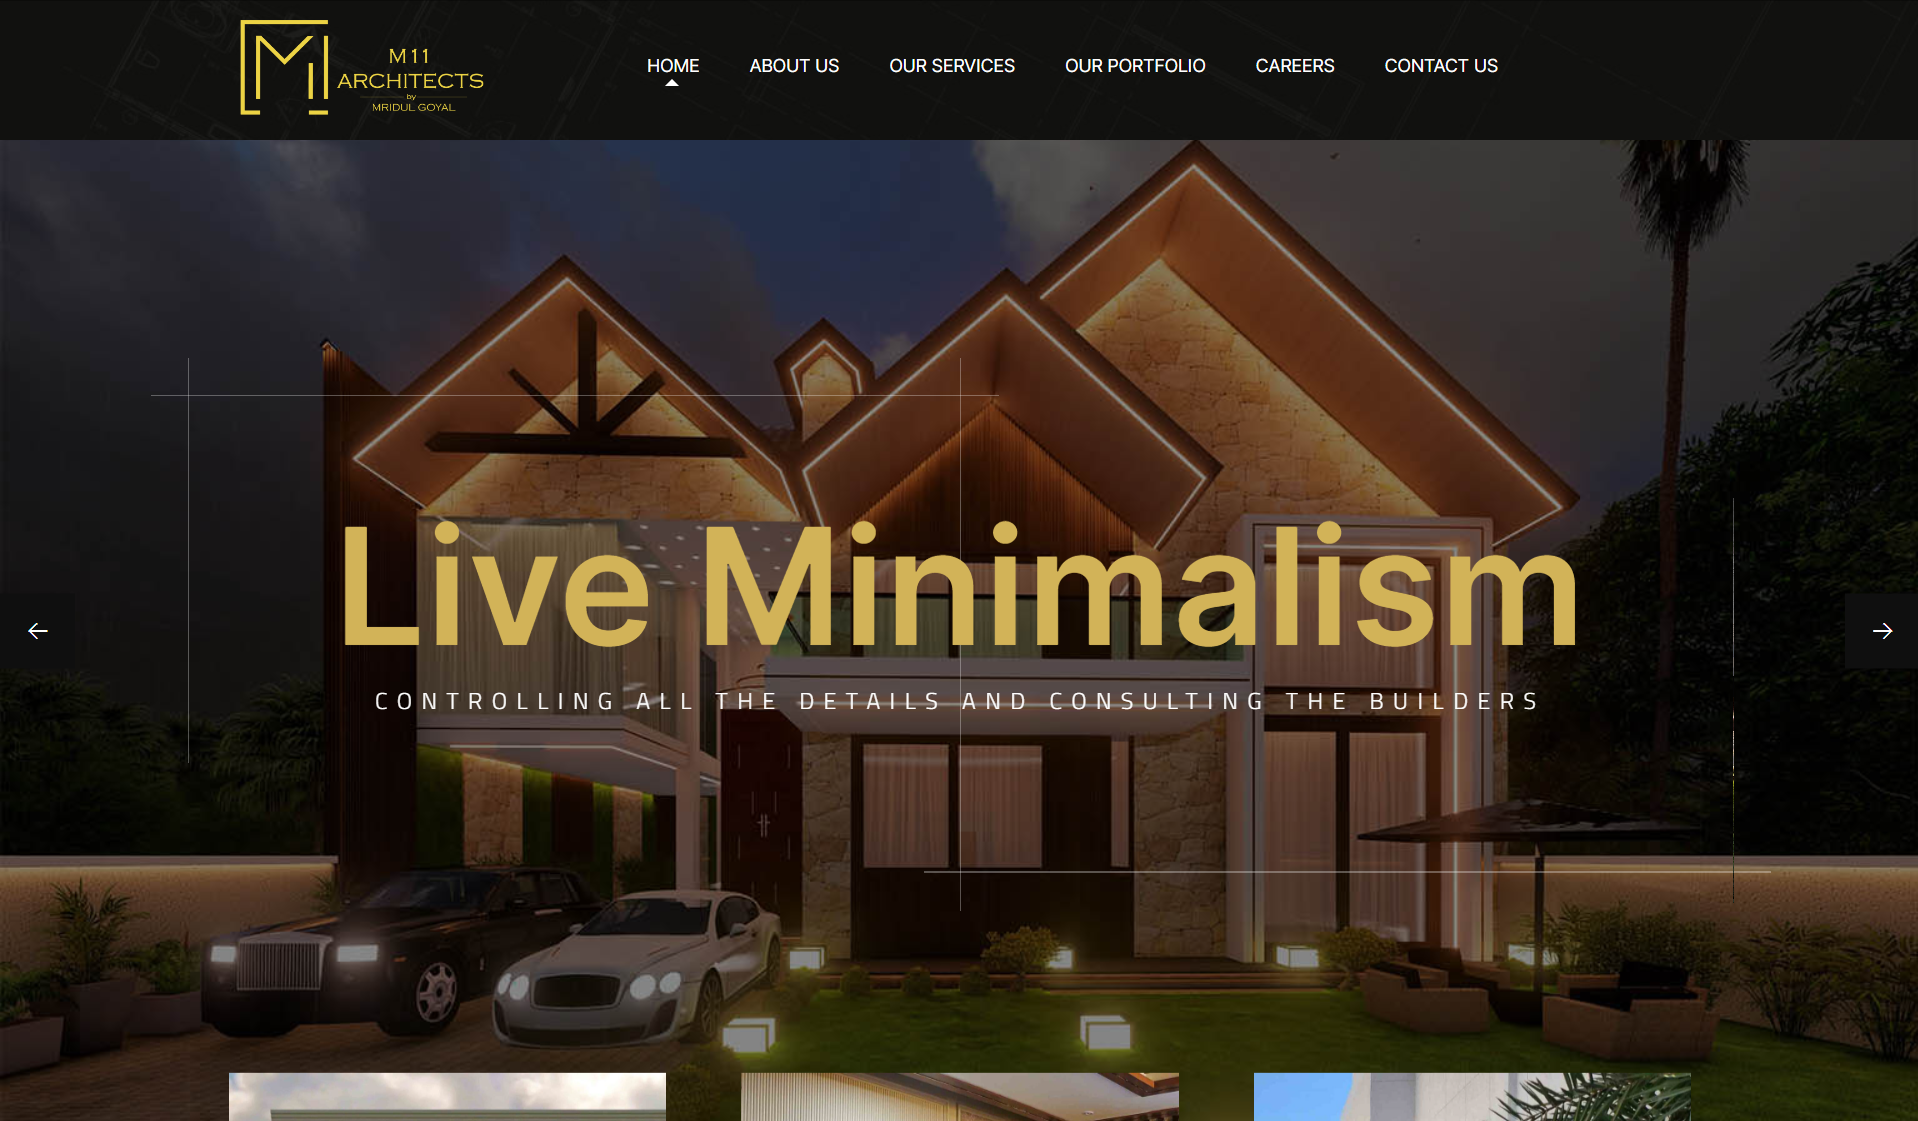 M11
ARCHITECTS
by
MRIDUL GOYAL
HOME
ABOUT US
OUR SERVICES
OUR PORTFOLIO
CAREERS
CONTACT US
Live Minimalism
CONTROLLING ALL THE DETAILS AND CONSULTING THE BUILDERS